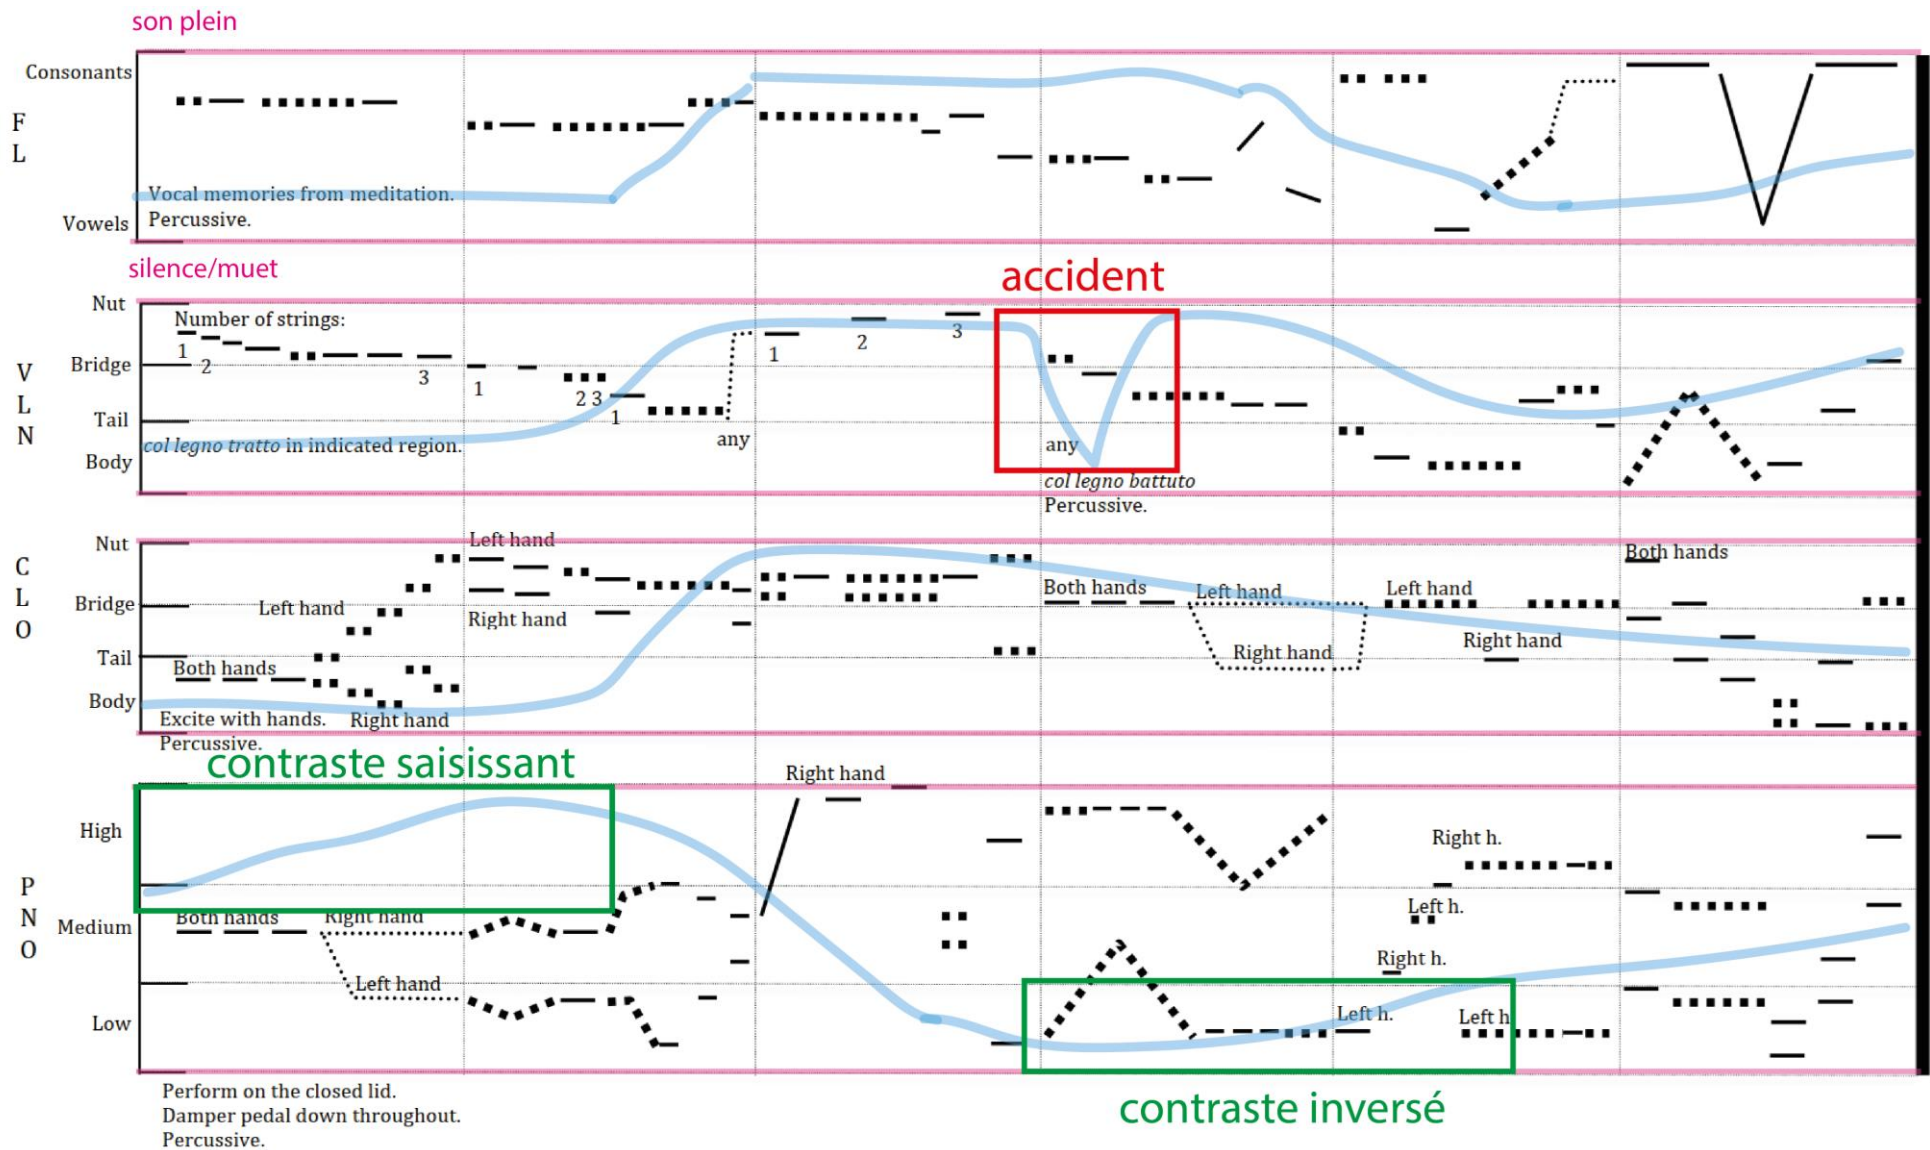 son plein
Consonants
F
L
Vocal memories from meditation.
Percussive.
Vowels
silence/muet
accident
Nut
Number of strings:
1
2
3
1
2 3
1
any
1
2
3
Bridge
V
L
N
Tail
any
col legno tratto in indicated region.
Body
col legno battuto
Percussive.
Nut
Left hand
Both hands
C
L
O
Bridge
Left hand
Right hand
Both hands
Left hand
Left hand
Right hand
Right hand
Tail
Both hands
Body
Excite with hands.
Right hand
Percussive.
contraste saisissant
Right hand
High
Right h.
P
N
O
Both hands
Right hand
Left h.
Medium
Right h.
Left hand
Low
Left h.
Left h
Perform on the closed lid.
Damper pedal down throughout.
Percussive.
contraste inversé